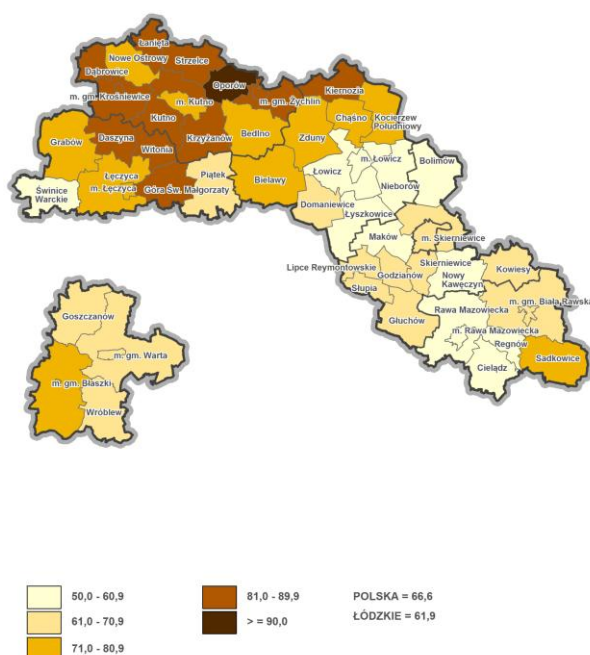 Łanięta
Nowe Ostrowy
Strzelce
Dąbrowice
Oporów
Kiernozia
m. gm. Krośniewice
m. Kutno
m. gm. Żychlin
Kocierzew
Południowy
Chąśno
Kutno
Krzyżanów
Bedlno
Zduny
Grabów
Daszyna
Witonia
m. Łowicz
Bolimów
Łęczyca
m. Łęczyca
Piątek
Bielawy
Łowicz
Nieborów
Świnice
Warckie
Góra Św.
Małgorzaty
Domaniewice
Łyszkowice
Maków
m. Skierniewice
Lipce Reymontowskie
Skierniewice
Kowiesy
Godzianów
Nowy
Kawęczyn
Słupia
m. gm. Biała Rawska
Głuchów
Rawa Mazowiecka
m. Rawa Mazowiecka
Regnów
Sadkowice
Cielądz
Goszczanów
m. gm. Warta
m. gm. Błaszki
Wróblew
50,0 - 60,9
61,0 - 70,9
71,0 - 80,9
81,0 - 89,9
> = 90,0
POLSKA = 66,6
ŁÓDZKIE = 61,9